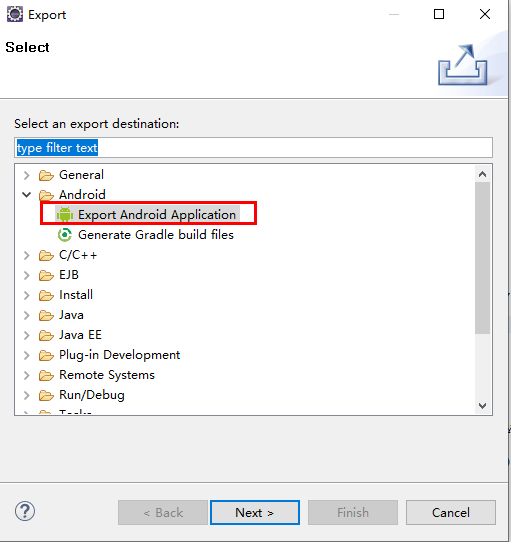 Export
Select
Select an export destination:
type filter text
General
Android
Export Android Application
Generate Gradle build files
C/C++
EJB
Install
Java
Java EE
Plug-in Development
Remote Systems
Run/Debug
Tasks
< Back
Next >
Finish
Cancel